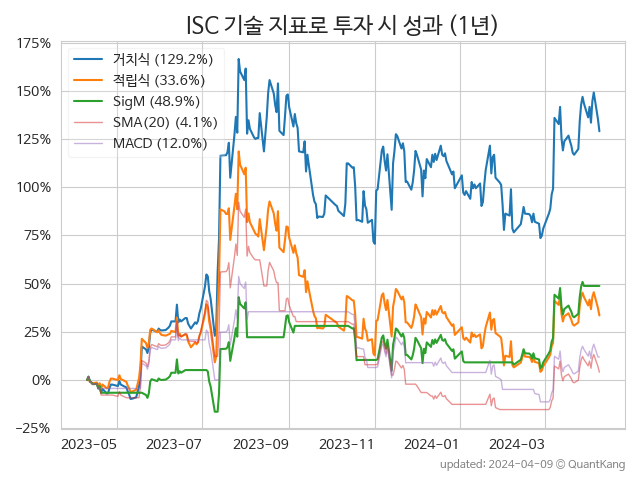 ISC 기술 지표로 투자 시 성과 (1년)
175%
150%
125%
100%
75%
50%
25%
0%
−25%
거치식 (129.2%)
적립식 (33.6%)
SigM (48.9%)
SMA(20) (4.1%)
MACD (12.0%)
2023-05
2023-07
2023-09
2023-11
2024-01
2024-03
updated: 2024-04-09 © QuantKang